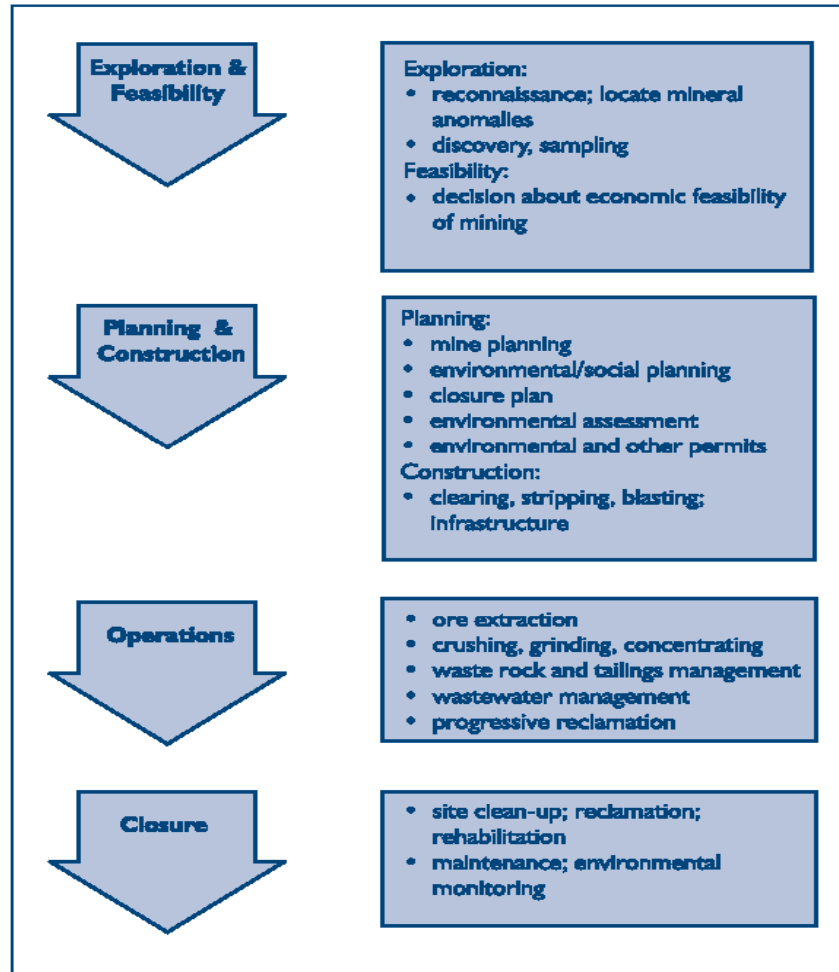 Exploration &
Feasibility
Exploration:
• reconnaissance; locate mineral
anomalies
• discovery, sampling
Feasibility:
• decision about economic feasibility
of mining
Planning &
Construction
Planning:
• mine planning
• environmental/social planning
• closure plan
• environmental assessment
• environmental and other permits
Construction:
• clearing, stripping, blasting;
infrastructure
Operations
• ore extraction
• crushing, grinding, concentrating
• waste rock and tailings management
• wastewater management
• progressive reclamation
Closure
• site clean-up; reclamation;
rehabilitation
• maintenance; environmental
monitoring